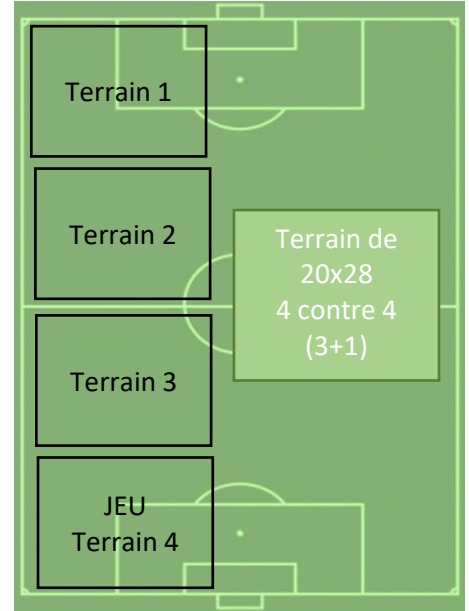 Terrain 1
Terrain 2
Terrain de
20x28
4 contre 4
(3+1)
Terrain 3
JEU
Terrain 4